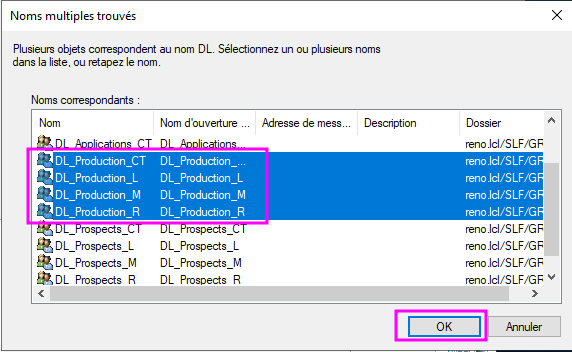 Noms multiples trouvés
Plusieurs objets correspondent au nom DL. Sélectionnez un ou plusieurs noms
dans la liste, ou retapez le nom.
Noms correspondants :
Nom Nom d'ouverture ... Adresse de mess... Description Dossier
DL_Applications_CT DL_Applications... reno.lcl/SLF/GR
DL_Production_CT DL_Production_... reno.lcl/SLF/GR
DL_Production_L DL_Production_L reno.lcl/SLF/GR
DL_Production_M DL_Production_M reno.lcl/SLF/GR
DL_Production_R DL_Production_R reno.lcl/SLF/GR
DL_Prospects_CT DL_Prospects_CT reno.lcl/SLF/GR
DL_Prospects_L DL_Prospects_L reno.lcl/SLF/GR
DL_Prospects_M DL_Prospects_M reno.lcl/SLF/GR
DL_Prospects_R DL_Prospects_R reno.lcl/SLF/GR
OK Annuler